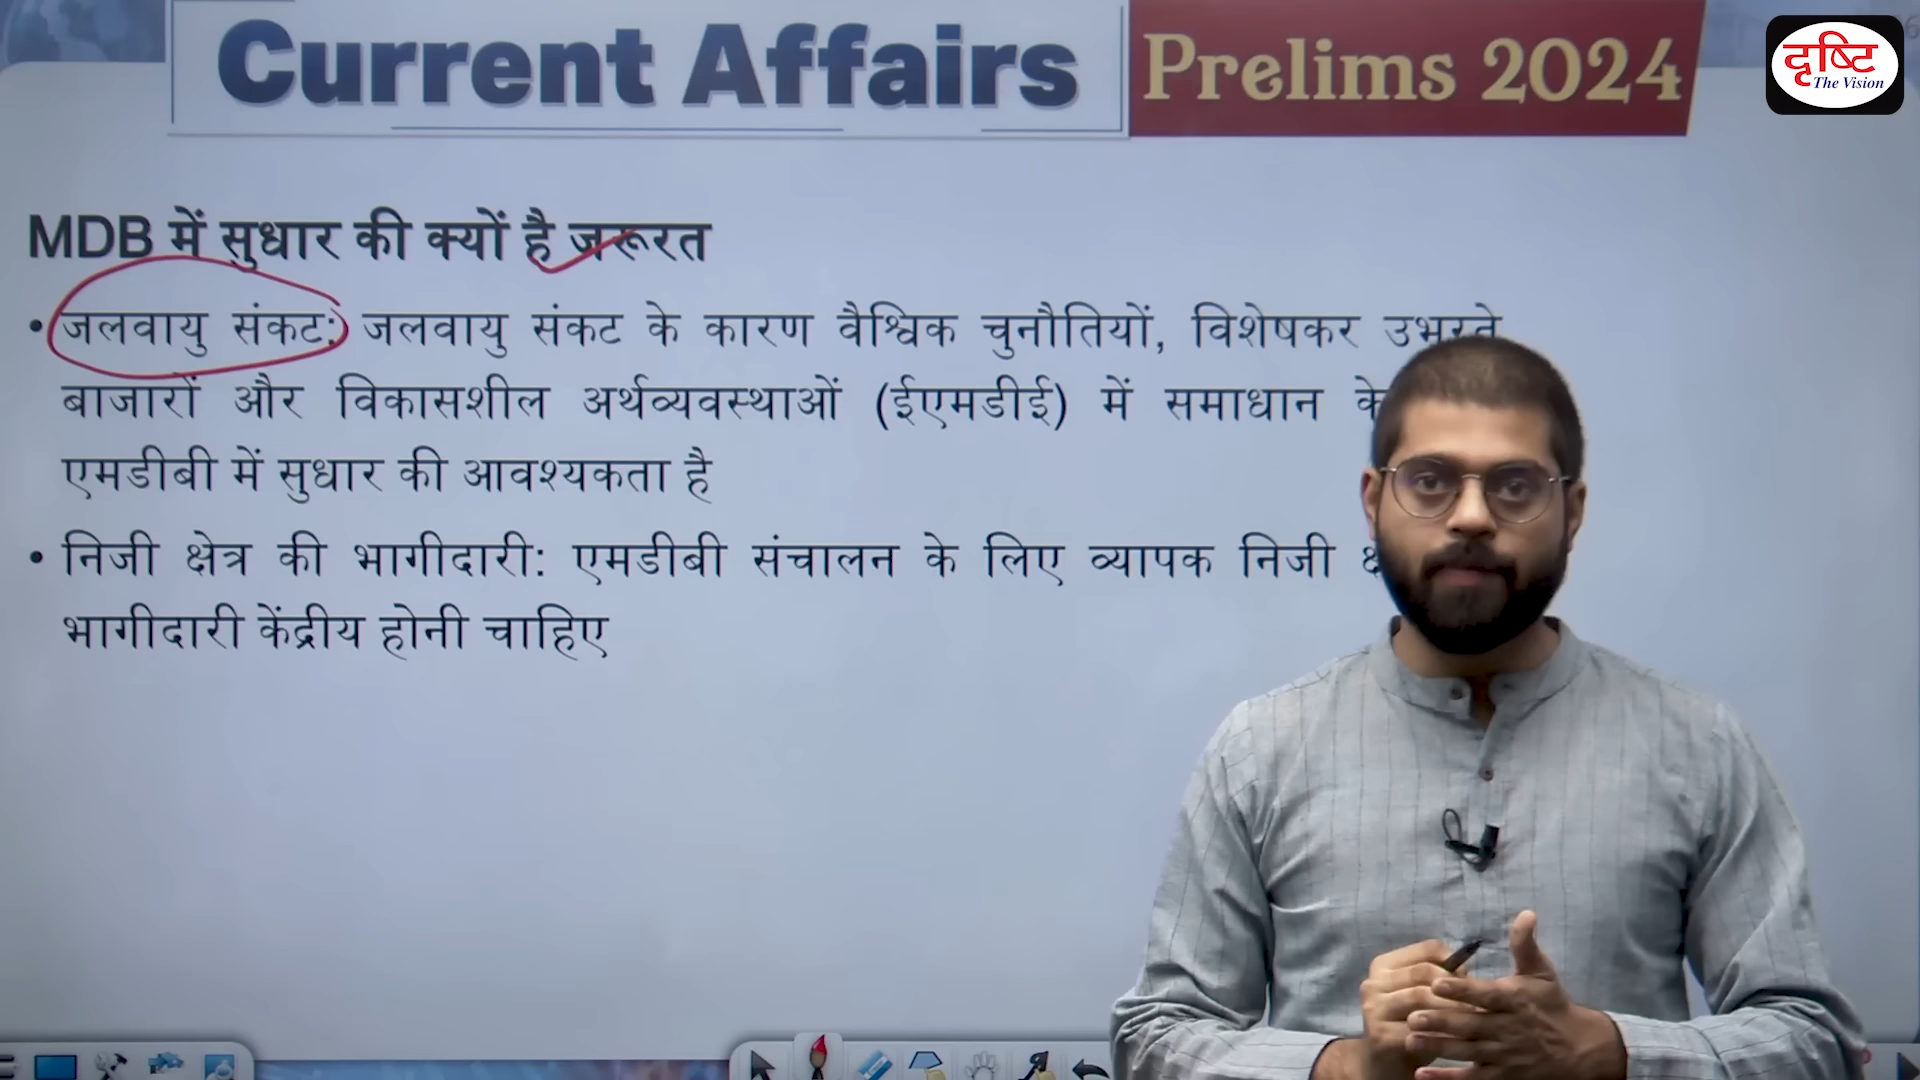 Current Affairs Prelims 2024
दृष्टि
The Vision
MDB में सुधार की क्यों है जरूरत
• जलवायु संकट: जलवायु संकट के कारण वैश्विक चुनौतियों, विशेषकर उभरते
बाजारों और विकासशील अर्थव्यवस्थाओं (ईएमडीई) में समाधान के
एमडीबी में सुधार की आवश्यकता है
• निजी क्षेत्र की भागीदारी: एमडीबी संचालन के लिए व्यापक निजी
भागीदारी केंद्रीय होनी चाहिए